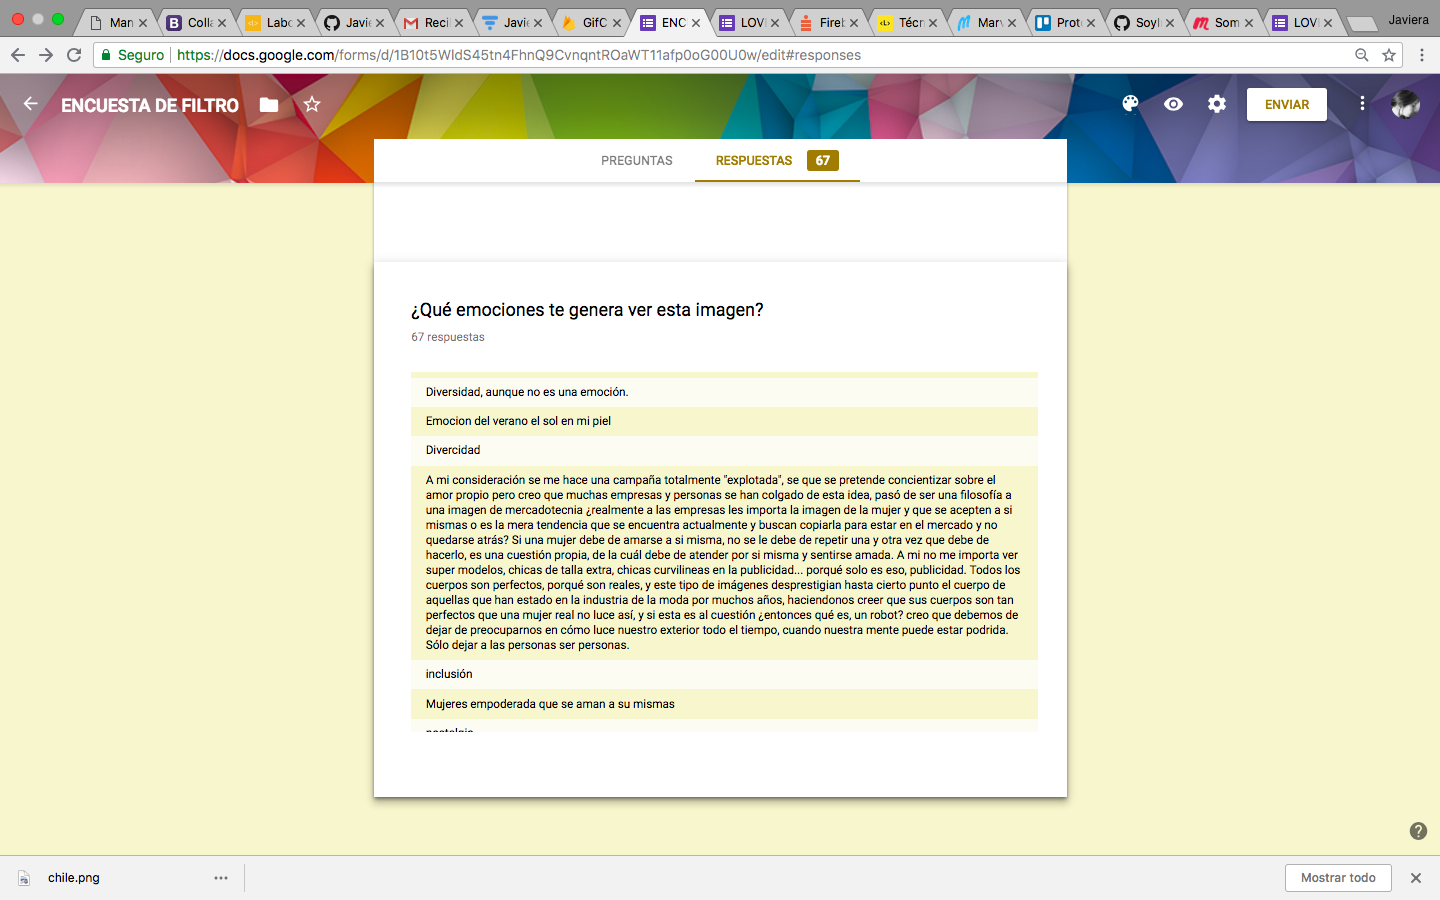 Man
Colla
Labo
Javie
Reci
Javie
GifC
ENC
LOVI
Fireb
Técn
Marv
Prot
Soyl
Som
LOVI
Javiera
Seguro
https://docs.google.com/forms/d/1B10t5WldS45tn4FhnQ9CvnqntROaWT11afp0oG00U0w/edit#responses
ENCUESTA DE FILTRO
ENVIAR
PREGUNTAS
RESPUESTAS 67
¿Qué emociones te genera ver esta imagen?
67 respuestas
Diversidad, aunque no es una emoción.
Emocion del verano el sol en mi piel
Divercidad
A mi consideración se me hace una campaña totalmente "explotada", se que se pretende concientizar sobre el
amor propio pero creo que muchas empresas y personas se han colgado de esta idea, pasó de ser una filosofía a
una imagen de mercadotecnia ¿realmente a las empresas les importa la imagen de la mujer y que se acepten a si
mismas o es la mera tendencia que se encuentra actualmente y buscan copiarla para estar en el mercado y no
quedarse atrás? Si una mujer debe de amarse a si misma, no se le debe de repetir una y otra vez que debe de
hacerlo, es una cuestión propia, de la cuál debe de atender por si misma y sentirse amada. A mi no me importa ver
super modelos, chicas de talla extra, chicas curvilineas en la publicidad... porqué solo es eso, publicidad. Todos los
cuerpos son perfectos, porqué son reales, y este tipo de imágenes desprestigian hasta cierto punto el cuerpo de
aquellas que han estado en la industria de la moda por muchos años, haciendonos creer que sus cuerpos son tan
perfectos que una mujer real no luce así, y si esta es al cuestión ¿entonces qué es, un robot? creo que debemos de
dejar de preocuparnos en cómo luce nuestro exterior todo el tiempo, cuando nuestra mente puede estar podrida.
Sólo dejar a las personas ser personas.
inclusión
Mujeres empoderada que se aman a su mismas
chile.png
Mostrar todo